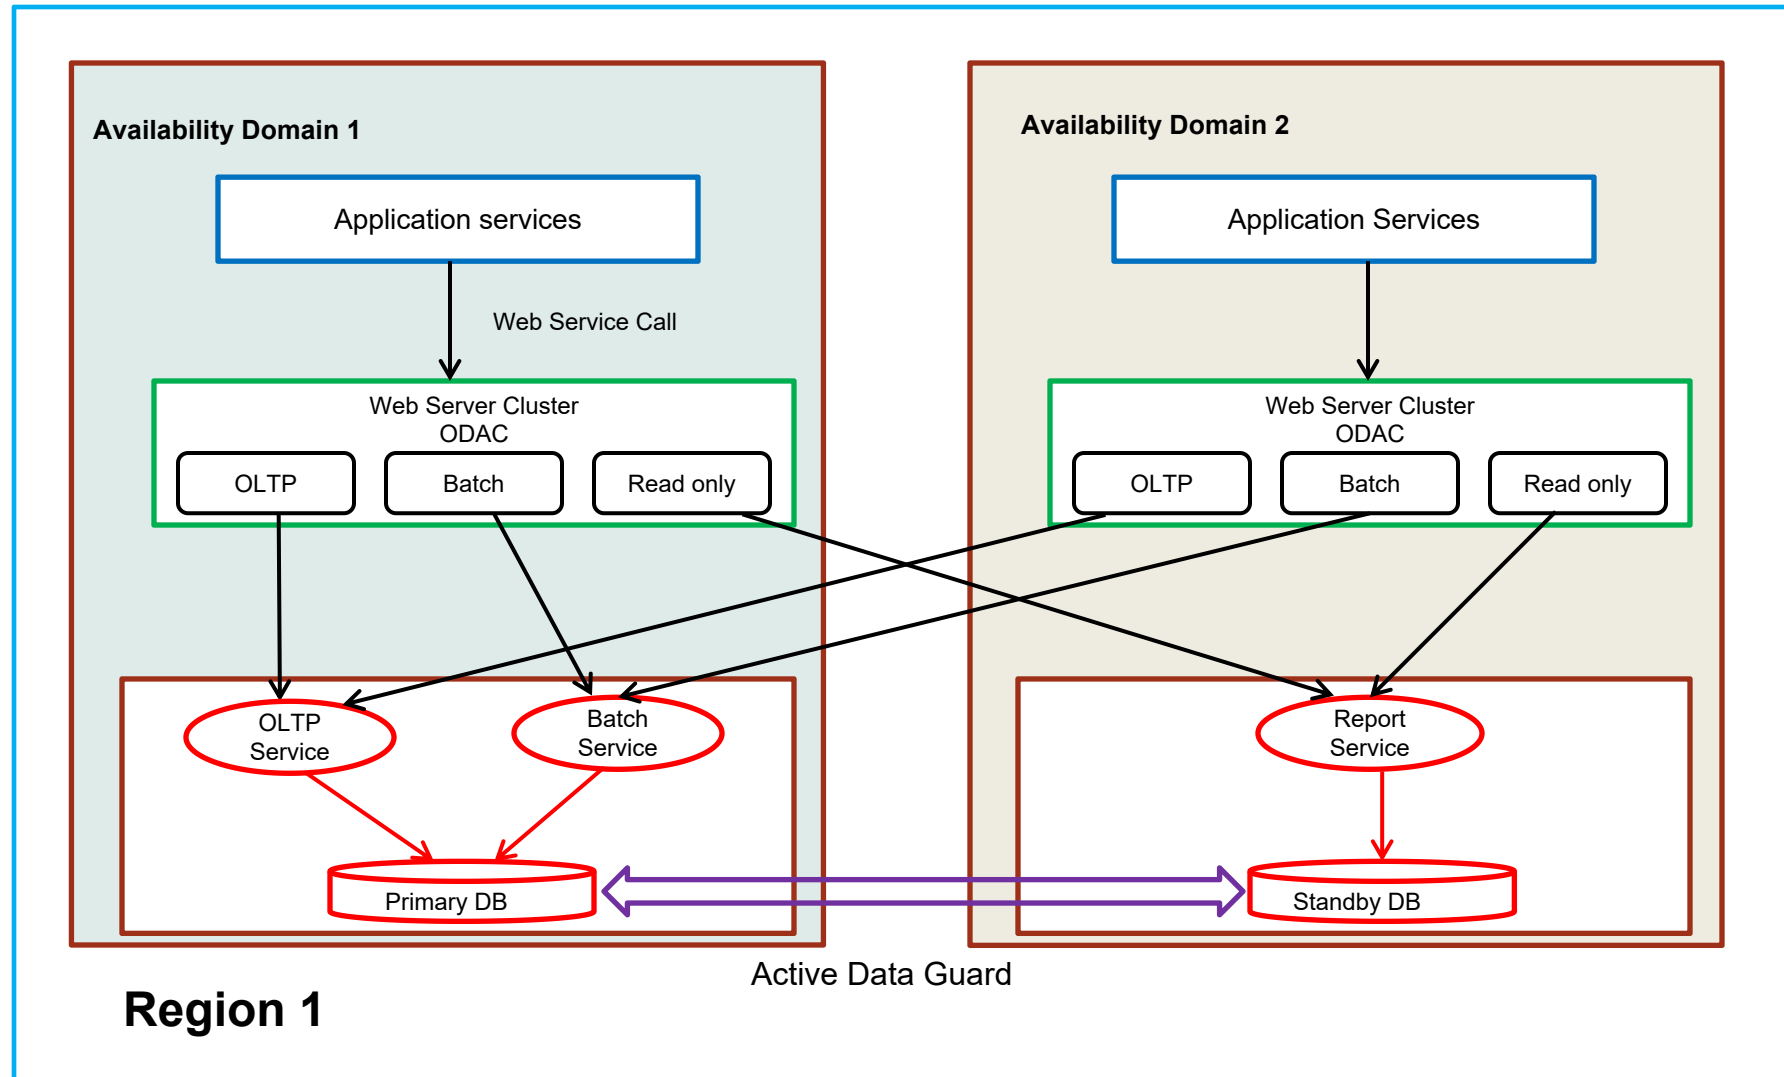 Availability Domain 1
Application services
Web Service Call
Web Server Cluster
ODAC
OLTP
Batch
Read only
OLTP
Service
Batch
Service
Primary DB
Availability Domain 2
Application Services
Web Server Cluster
ODAC
OLTP
Batch
Read only
Report
Service
Standby DB
Active Data Guard
Region 1